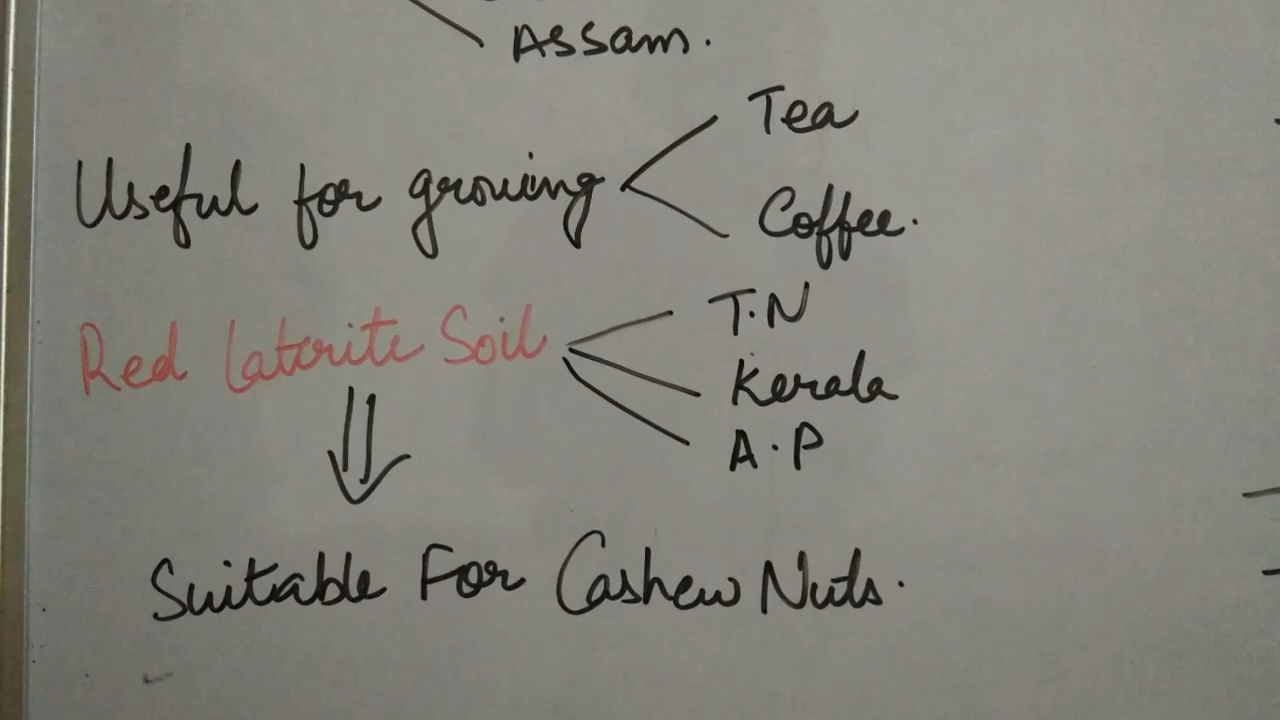 Assam.
Useful for growing
Tea
Coffee.
Red Laterite Soil
T.N
Kerala
A.P
Suitable For Cashew Nuts.